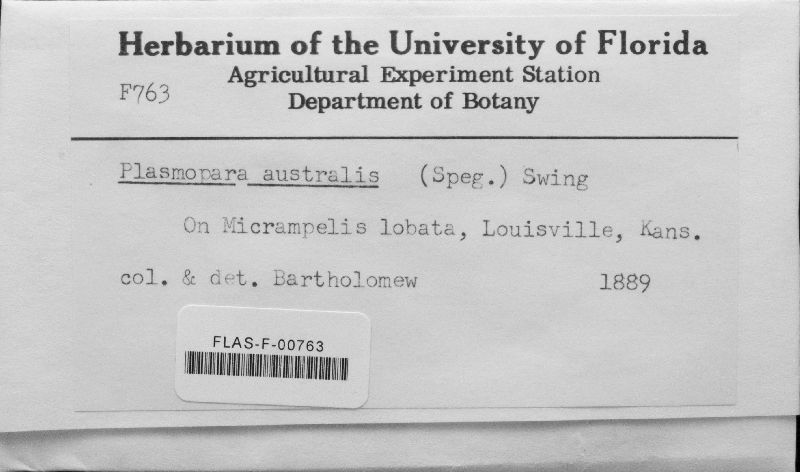 Herbarium of the University of Florida
Agricultural Experiment Station
F763
Department of Botany
Plasmopara australis (Speg.) Swing
On Micrampelis lobata, Louisville, Kans.
col. & det. Bartholomew 1889
FLAS-F-00763